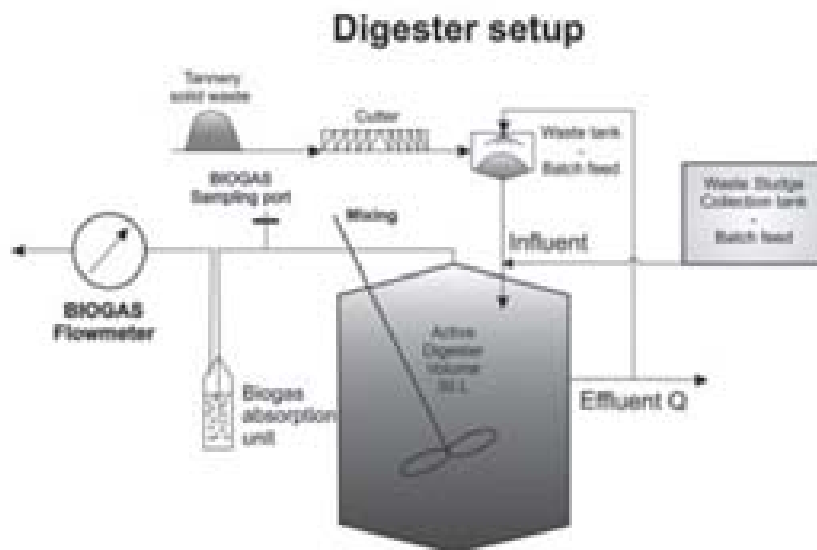 Digester setup
Tannery
solid waste
Cutter
Waste tank
-
Batch feed
BIOGAS
Sampling port
Waste Sludge
Collection tank
-
Batch feed
Mixing
Influent
BIOGAS
Flowmeter
Active
Digester
Volume
L
Biogas
absorption
unit
Effluent Q